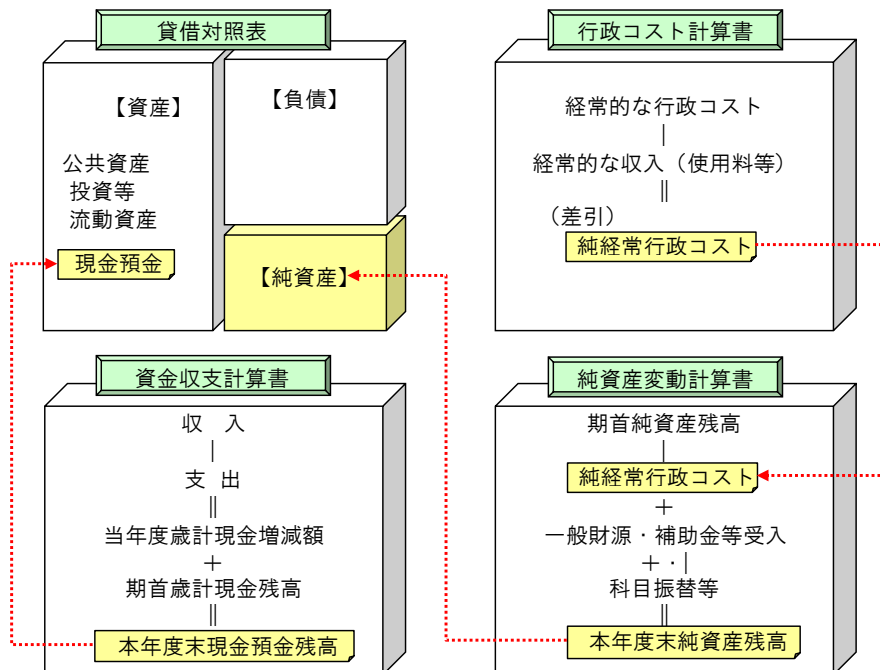 貸借対照表
【資産】
公共資産
投資等
流動資産
現金預金
【負債】
【純資産】
行政コスト計算書
経常的な行政コスト
｜
経常的な収入（使用料等）
||
（差引）
純経常行政コスト
資金収支計算書
収　入
｜
支　出
||
当年度歳計現金増減額
＋
期首歳計現金残高
||
本年度末現金預金残高
純資産変動計算書
期首純資産残高
｜
純経常行政コスト
＋
一般財源・補助金等受入
＋・｜
科目振替等
||
本年度末純資産残高